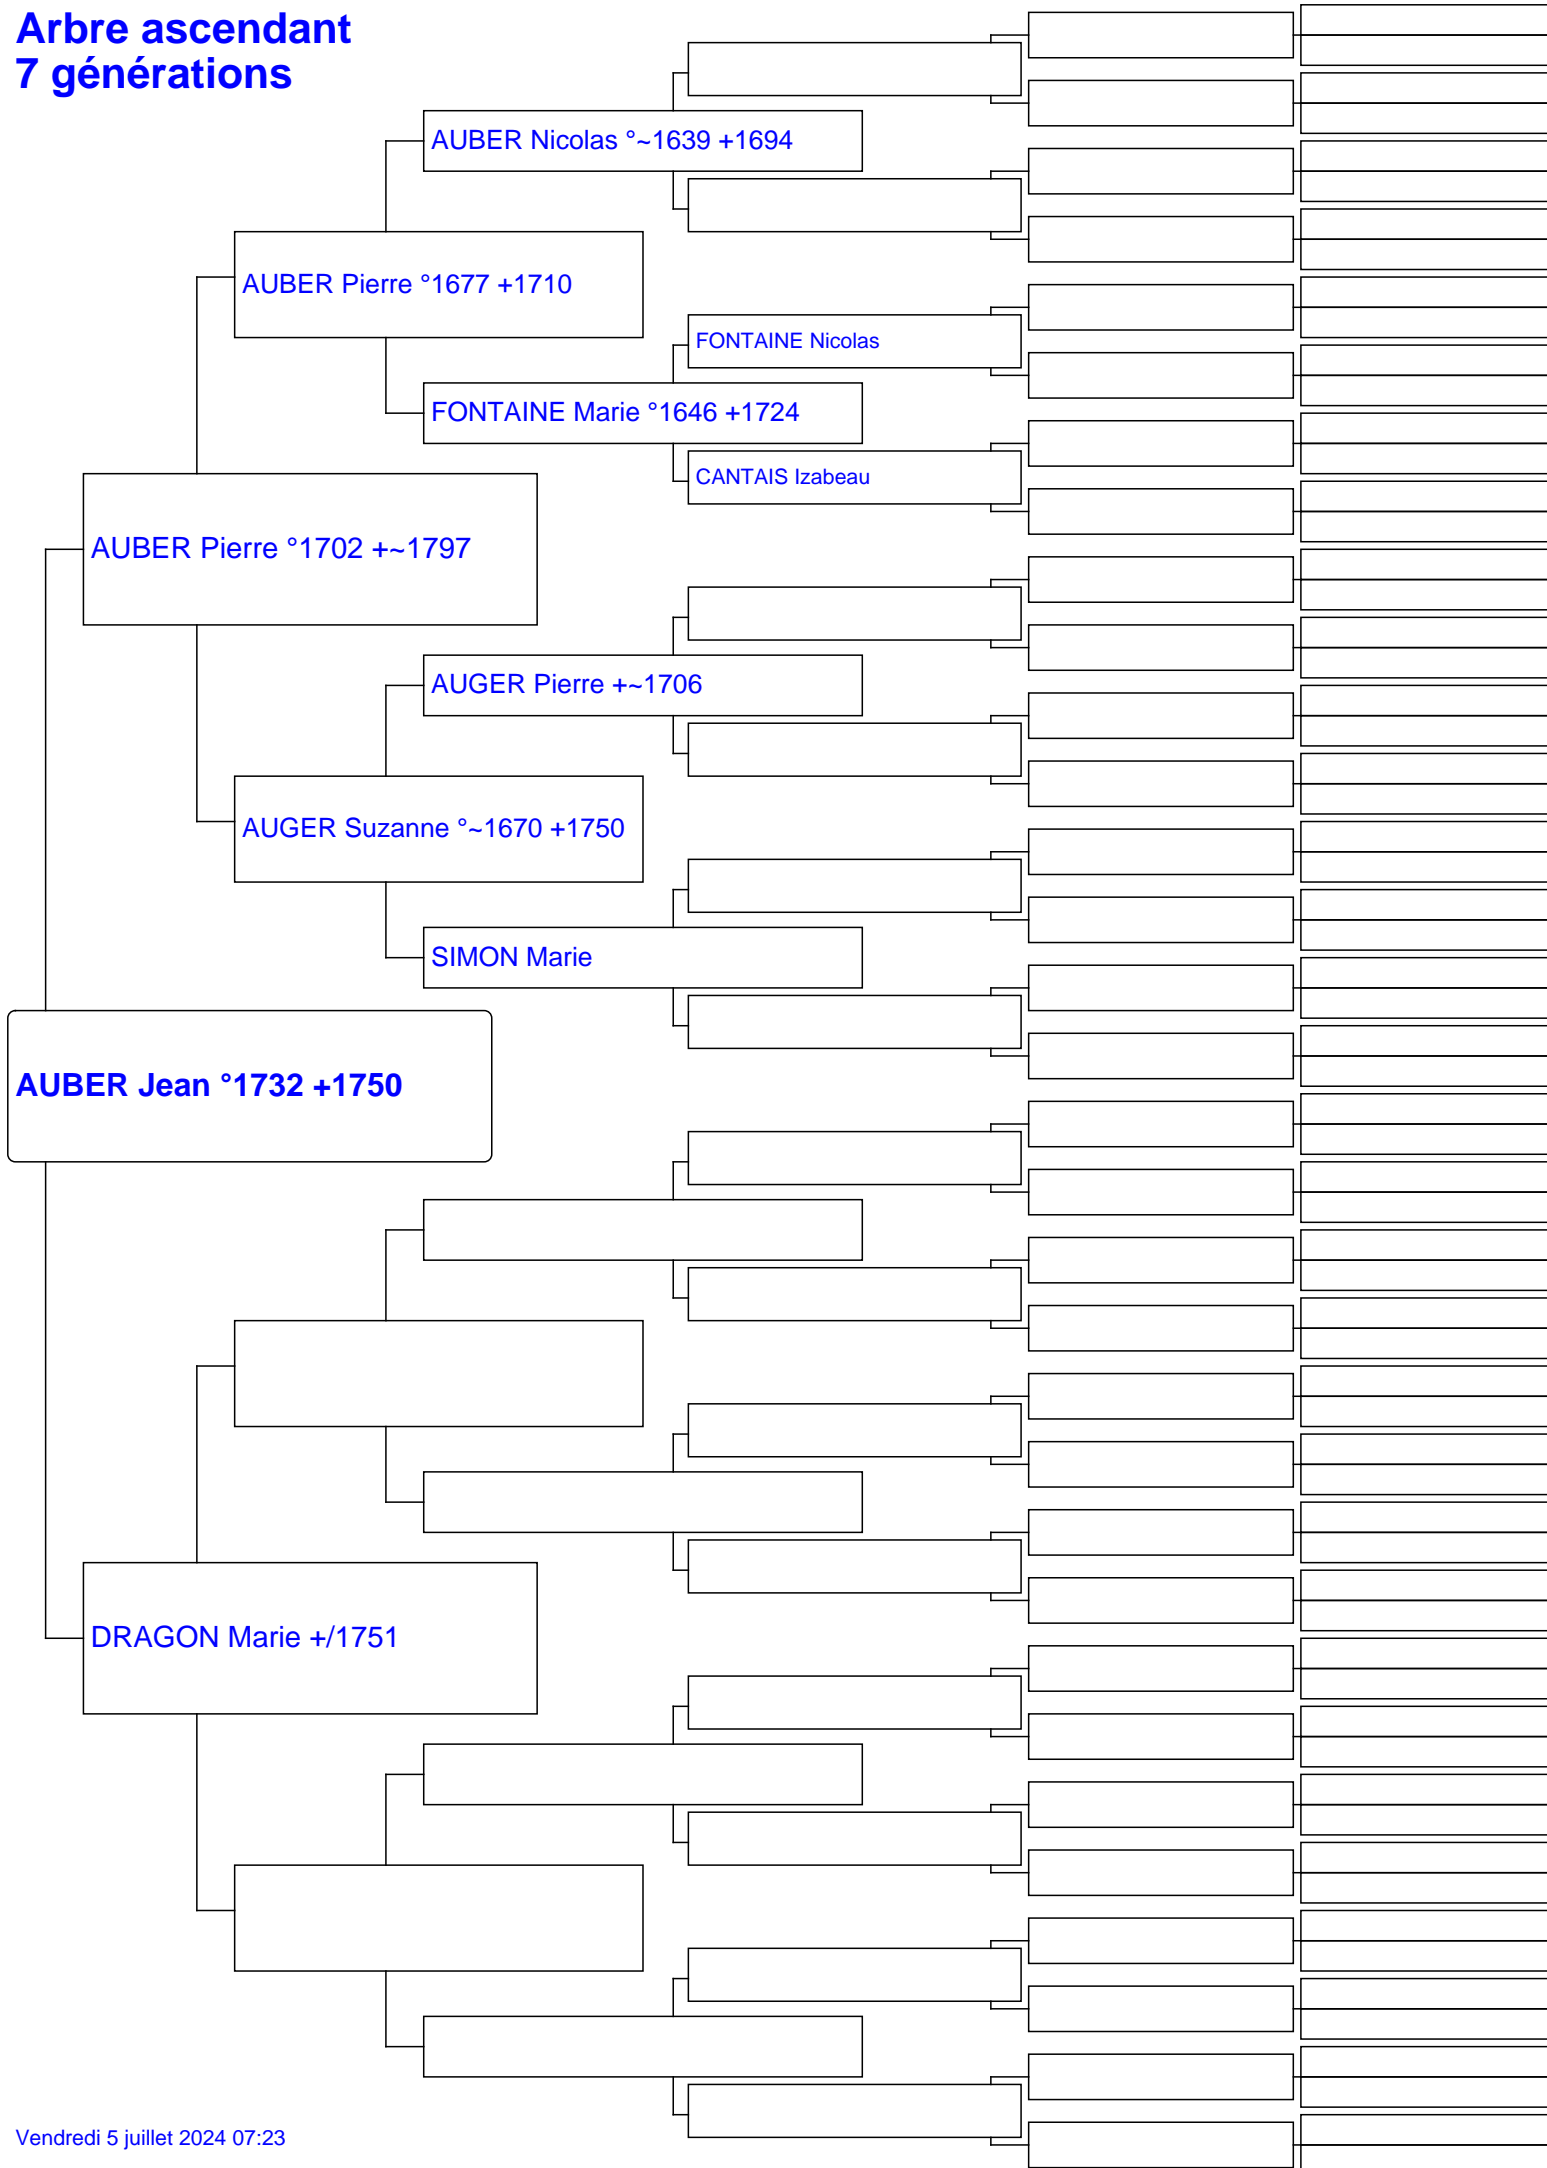 Arbre ascendant
7 générations
AUBER Nicolas °~1639 +1694
AUBER Pierre °1677 +1710
FONTAINE Nicolas
FONTAINE Marie °1646 +1724
CANTAIS Izabeau
AUBER Pierre °1702 +~1797
AUGER Pierre +~1706
AUGER Suzanne °~1670 +1750
SIMON Marie
AUBER Jean °1732 +1750
DRAGON Marie +/1751
Vendredi 5 juillet 2024 07:23